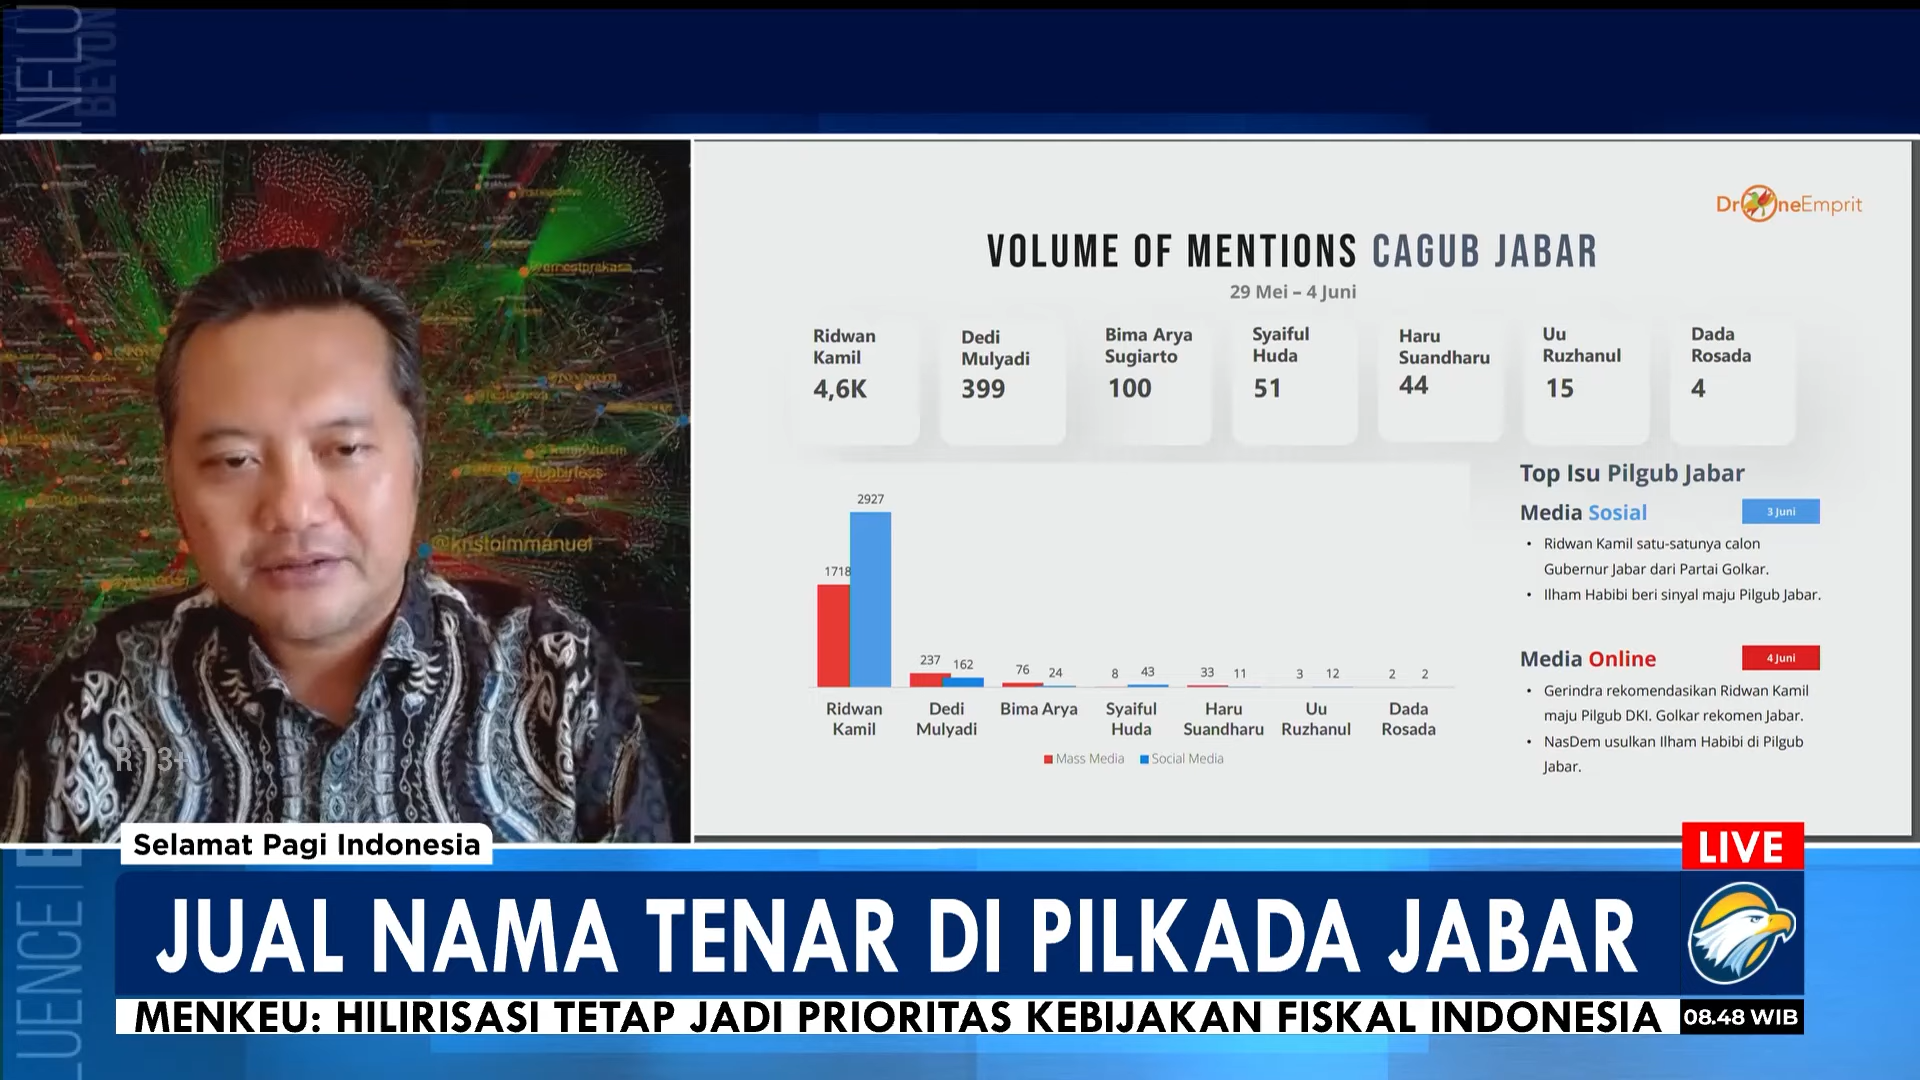 DroneEmprit
VOLUME OF MENTIONS CAGUB JABAR
29 Mei – 4 Juni
Ridwan
Kamil
4,6K
Dedi
Mulyadi
399
Bima Arya
Sugiarto
100
Syaiful
Huda
51
Haru
Suandharu
44
Uu
Ruzhanul
15
Dada
Rosada
4
2927
1718
237
162
76
24
8
43
33
11
3
12
2
2
Ridwan
Kamil
Dedi
Mulyadi
Bima Arya
Syaiful
Huda
Haru
Suandharu
Uu
Ruzhanul
Dada
Rosada
Mass Media
Social Media
Top Isu Pilgub Jabar
Media Sosial
3 Juni
• Ridwan Kamil satu-satunya calon
Gubernur Jabar dari Partai Golkar.
• Ilham Habibi beri sinyal maju Pilgub Jabar.
Media Online
4 Juni
• Gerindra rekomendasikan Ridwan Kamil
maju Pilgub DKI. Golkar rekomen Jabar.
• NasDem usulkan Ilham Habibi di Pilgub
Jabar.
@kristoimmanuel
R 13+
Selamat Pagi Indonesia
LIVE
JUAL NAMA TENAR DI PILKADA JABAR
MENKEU: HILIRISASI TETAP JADI PRIORITAS KEBIJAKAN FISKAL INDONESIA
08.48 WIB